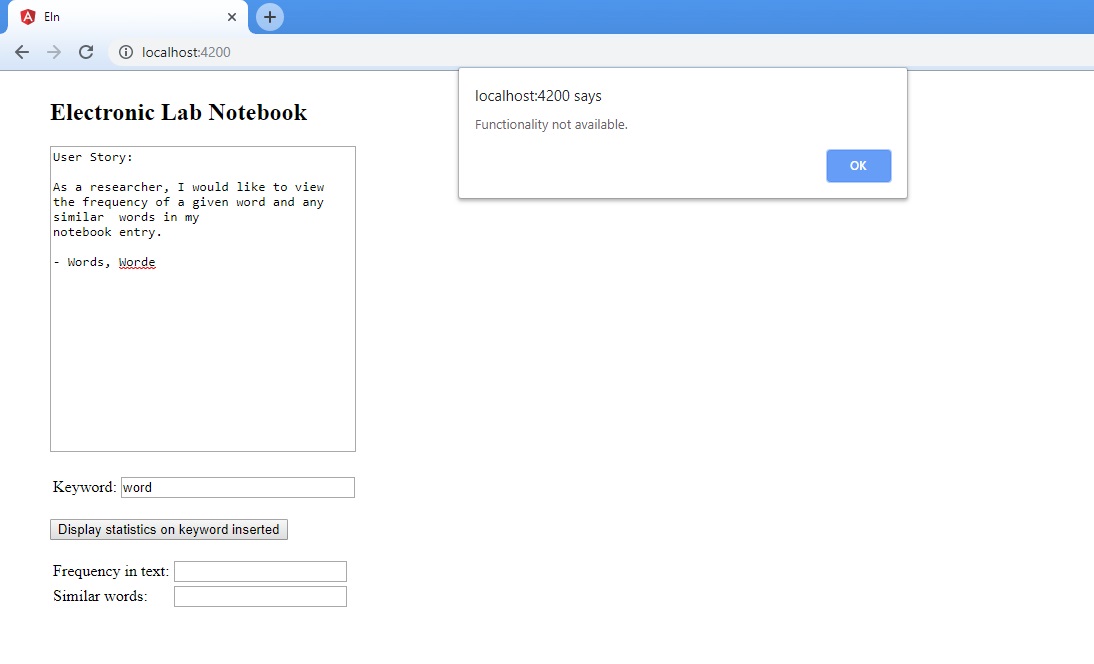 Eln
localhost:4200
localhost:4200 says
Functionality not available.
OK
Electronic Lab Notebook
User Story:
As a researcher, I would like to view
the frequency of a given word and any
similar  words in my
notebook entry.
- Words, Worde
Keyword: word
Display statistics on keyword inserted
Frequency in text:
Similar words: